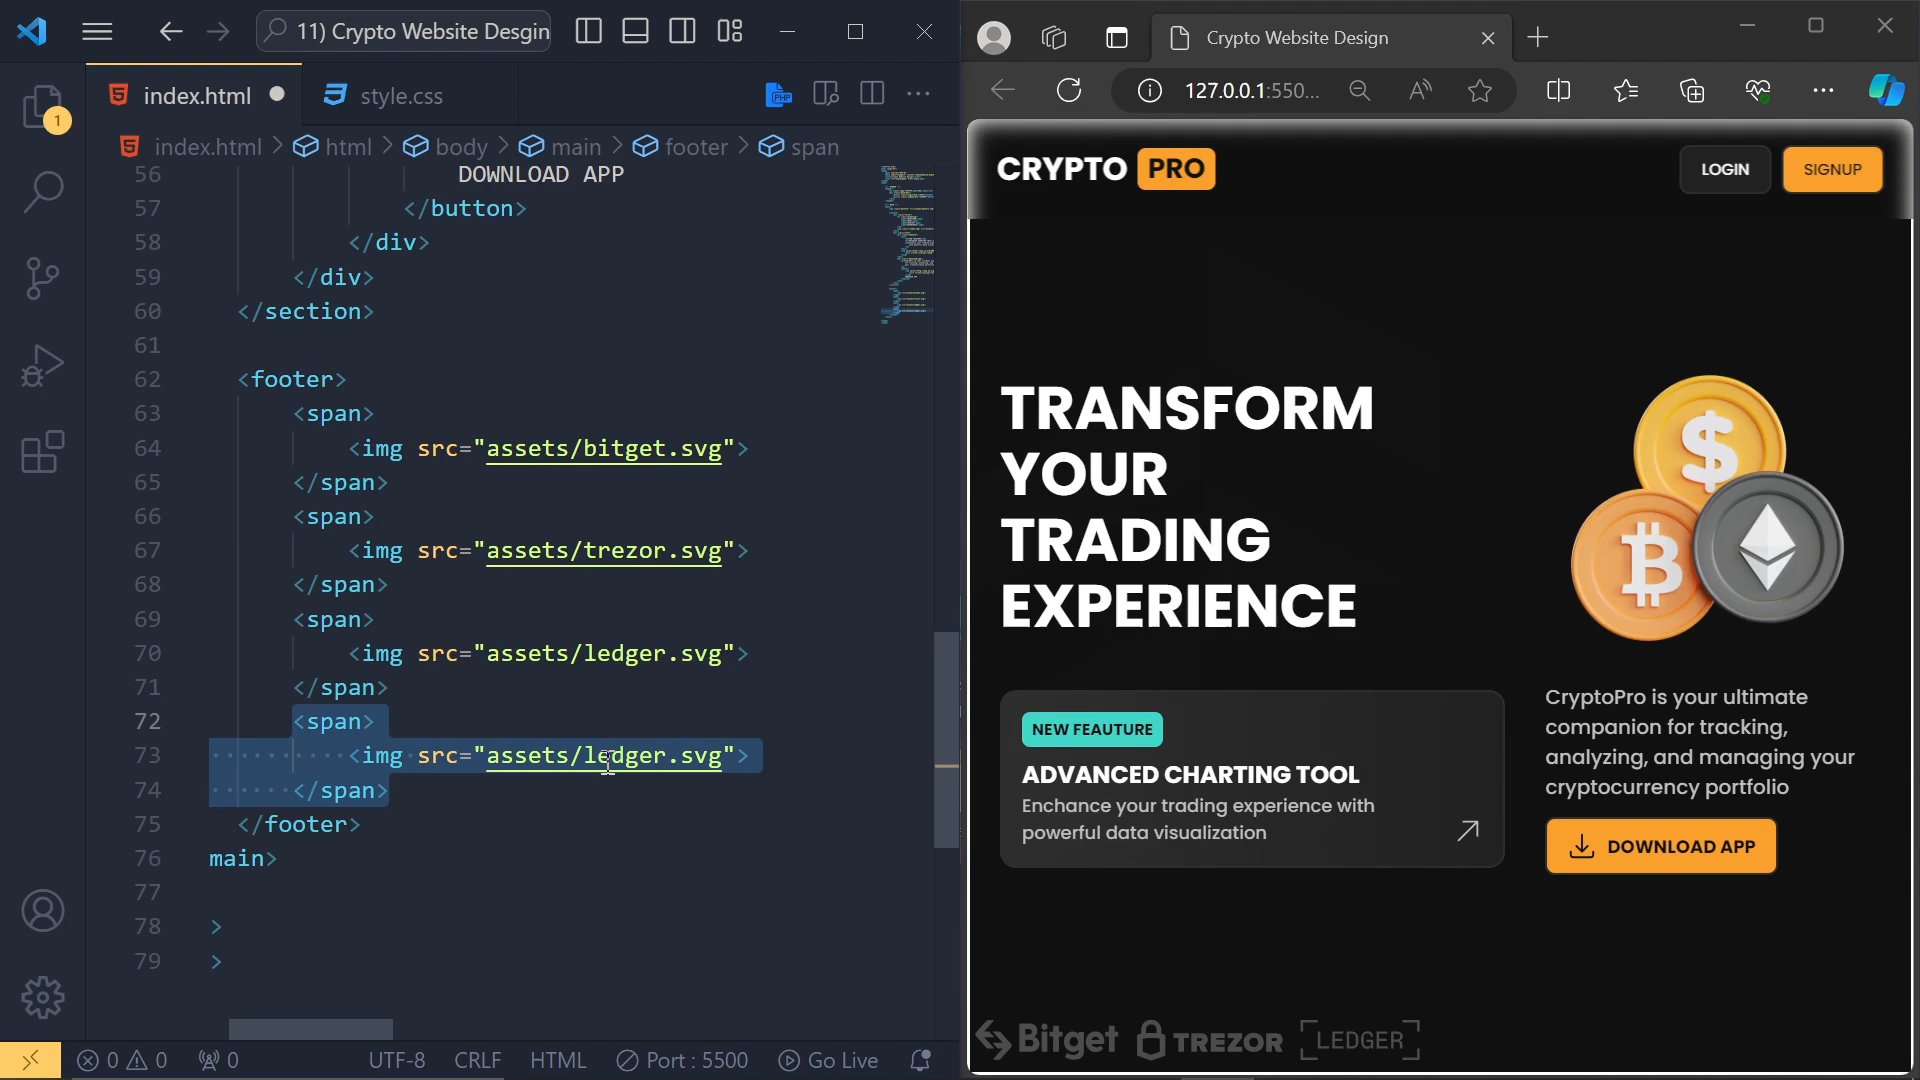 11) Crypto Website Desgin
index.html
style.css
index.html > html > body > main > footer > span
56 DOWNLOAD APP
57 </button>
58 </div>
59 </div>
60 </section>
61
62 <footer>
63 <span>
64 <img src="assets/bitget.svg">
65 </span>
66 <span>
67 <img src="assets/trezor.svg">
68 </span>
69 <span>
70 <img src="assets/ledger.svg">
71 </span>
72 <span>
73 <img src="assets/ledger.svg">
74 </span>
75 </footer>
76 main>
77
78 >
79 >
1
0 0 0 UTF-8 CRLF HTML Port : 5500 Go Live
Crypto Website Design
127.0.0.1:550...
CRYPTO PRO
LOGIN
SIGNUP
TRANSFORM
YOUR
TRADING
EXPERIENCE
NEW FEAUTURE
ADVANCED CHARTING TOOL
Enchance your trading experience with
powerful data visualization
CryptoPro is your ultimate
companion for tracking,
analyzing, and managing your
cryptocurrency portfolio
DOWNLOAD APP
Bitget TREZOR LEDGER